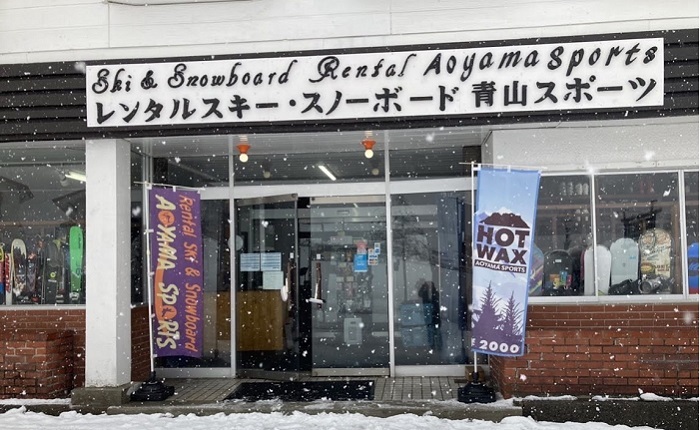 Ski & Snowboard Rental Aoyama Sports
レンタルスキー・スノーボード 青山スポーツ
Rental Ski & Snowboard
AOYAMA SPORTS
HOT
WAX
AOYAMA SPORTS
2000